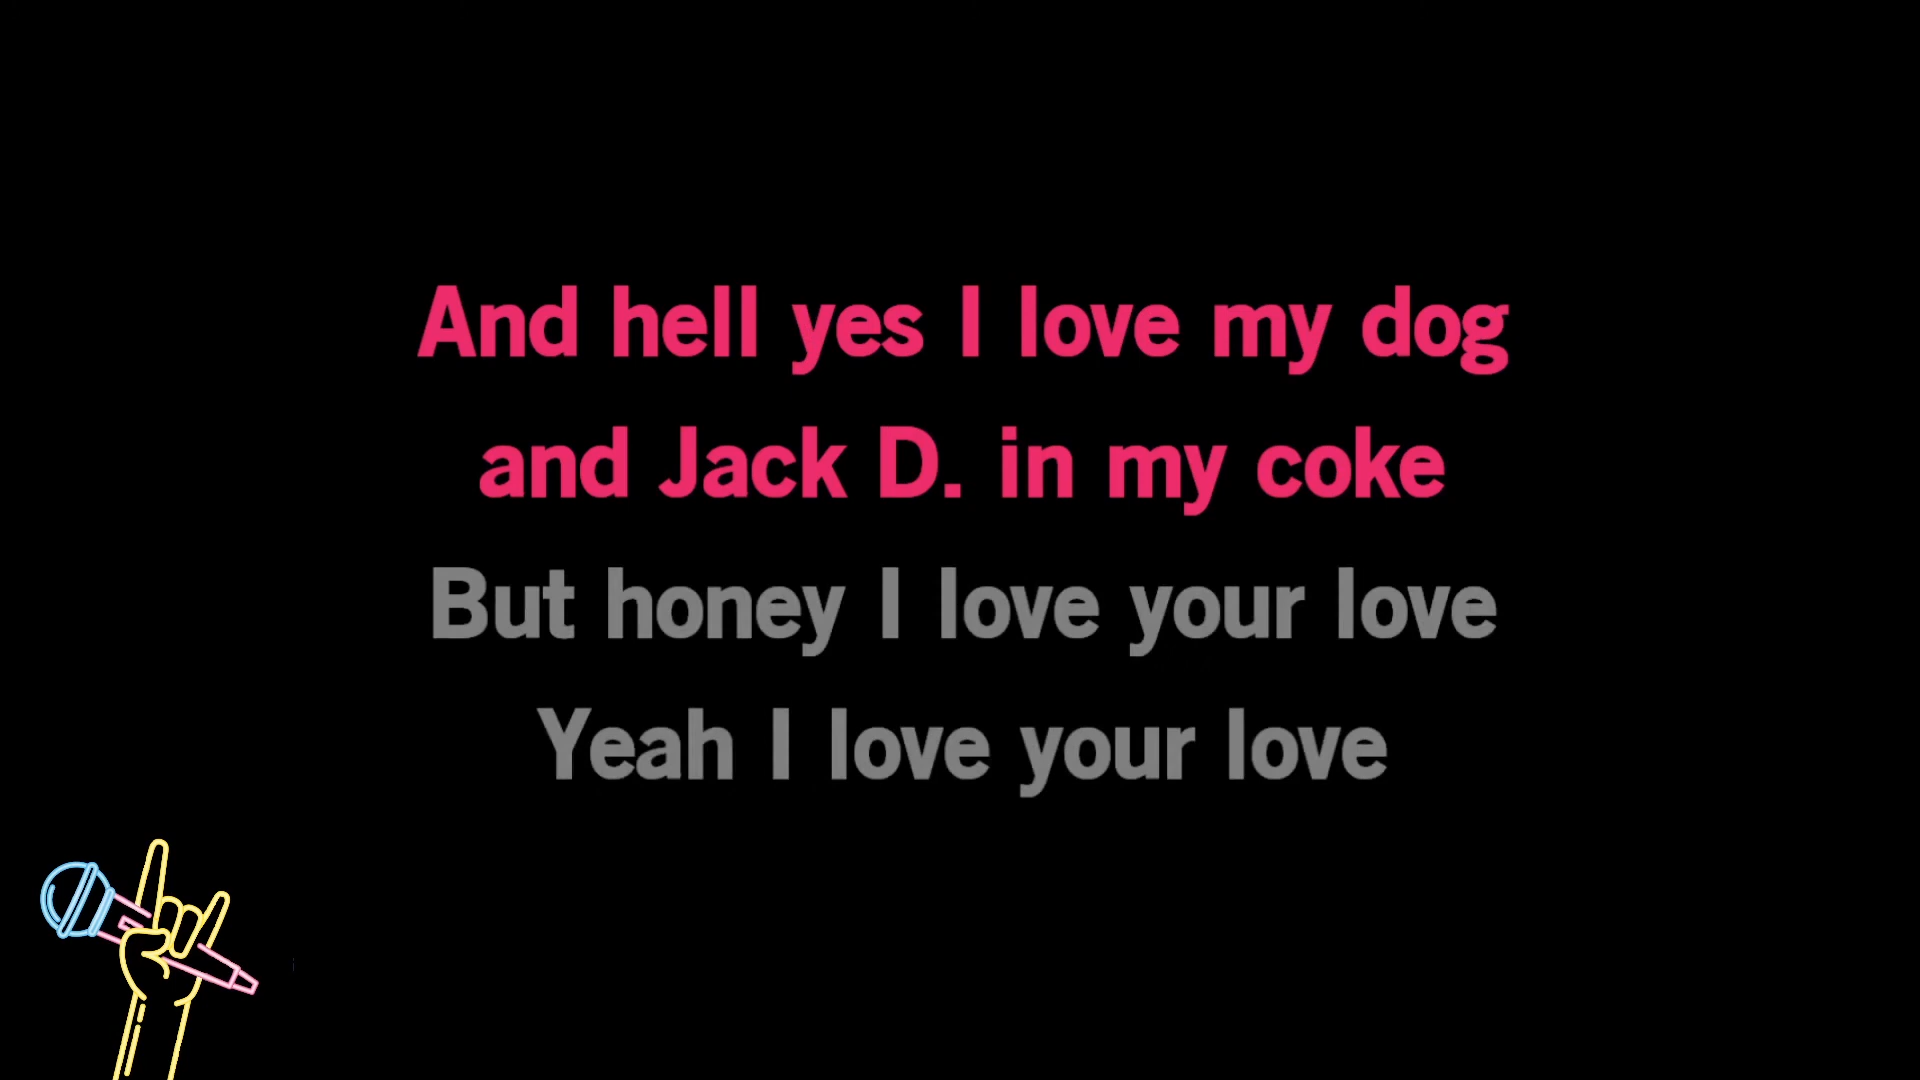 And hell yes I love my dog
and Jack D. in my coke
But honey I love your love
Yeah I love your love